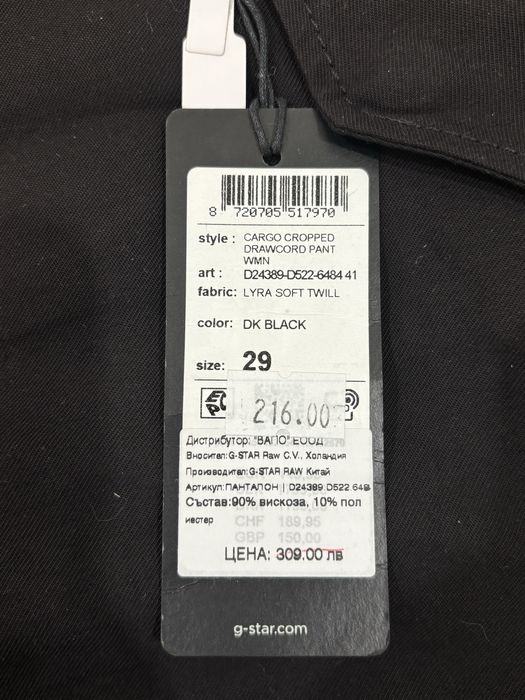 8 720705 517970
style : CARGO CROPPED
DRAWCORD PANT
WMN
art : D24389-D522-6484 41
fabric: LYRA SOFT TWILL
color: DK BLACK
size: 29
216.00
Дистрибутор: "ВАПО" ЕООД
Вносител: G-STAR Raw C.V., Холандия
Производител: G-STAR RAW Китай
Артикул: ПАНТАЛОН | D24389.D522.648
Състав: 90% вискоза, 10% пол
иестер
CHF 189,95
GBP 150,00
ЦЕНА: 309.00 лв
g-star.com